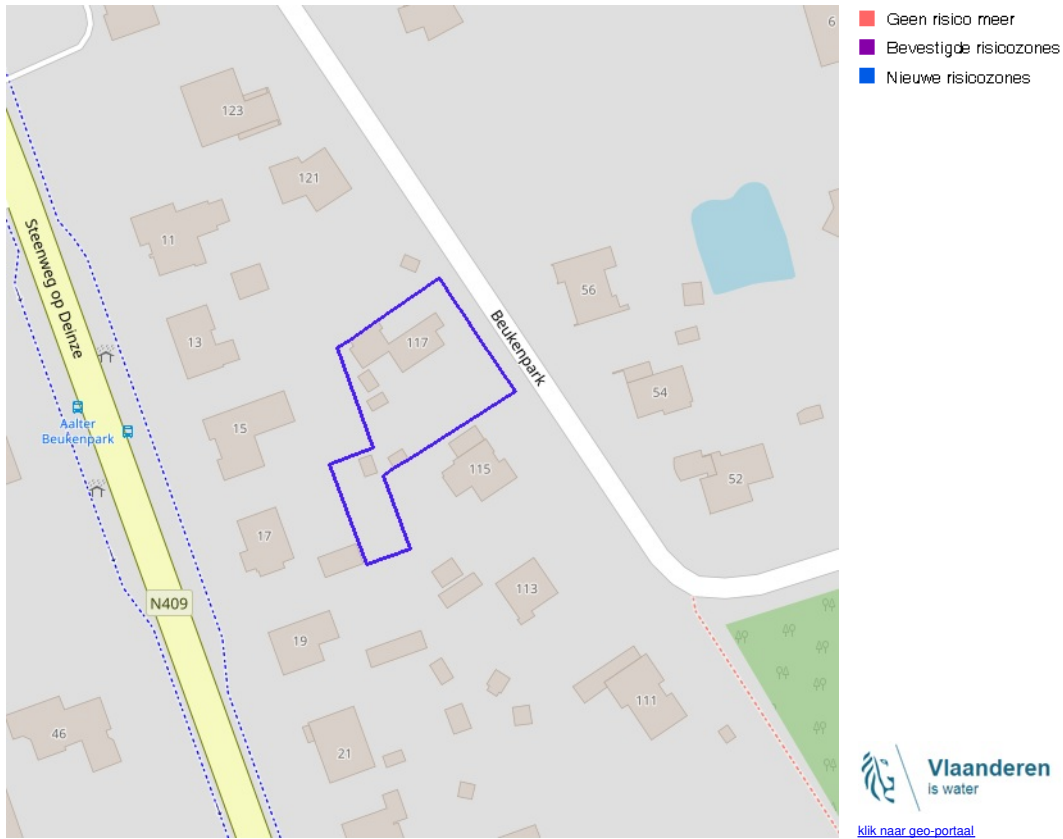 Geen risico meer
Bevestigde risicozones
Nieuwe risicozones
6
123
121
11
Steenweg op Deinze
13
117
56
Beukenpark
54
Aalter
Beukenpark
15
115
52
17
113
N409
19
111
46
21
Vlaanderen
is water
klik naar geo-portaal